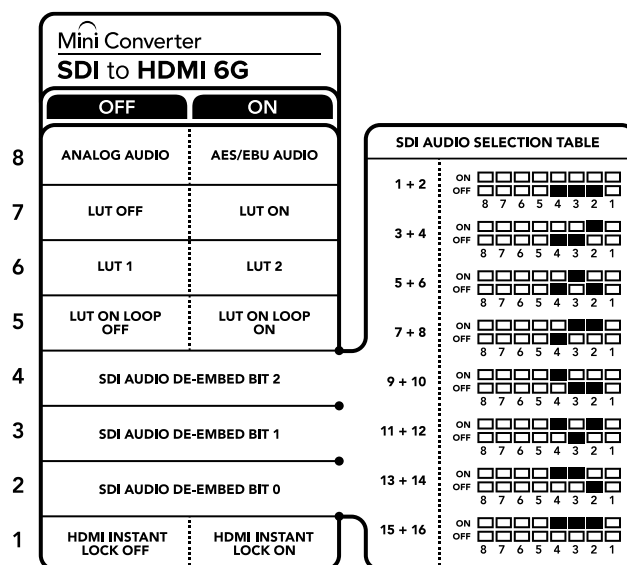 Mini Converter
SDI to HDMI 6G
OFF ON
8 ANALOG AUDIO AES/EBU AUDIO
7 LUT OFF LUT ON
6 LUT 1 LUT 2
5 LUT ON LOOP OFF LUT ON LOOP ON
4 SDI AUDIO DE-EMBED BIT 2
3 SDI AUDIO DE-EMBED BIT 1
2 SDI AUDIO DE-EMBED BIT 0
1 HDMI INSTANT LOCK OFF HDMI INSTANT LOCK ON
SDI AUDIO SELECTION TABLE
1 + 2 ON
OFF
8 7 6 5 4 3 2 1
3 + 4 ON
OFF
8 7 6 5 4 3 2 1
5 + 6 ON
OFF
8 7 6 5 4 3 2 1
7 + 8 ON
OFF
8 7 6 5 4 3 2 1
9 + 10 ON
OFF
8 7 6 5 4 3 2 1
11 + 12 ON
OFF
8 7 6 5 4 3 2 1
13 + 14 ON
OFF
8 7 6 5 4 3 2 1
15 + 16 ON
OFF
8 7 6 5 4 3 2 1